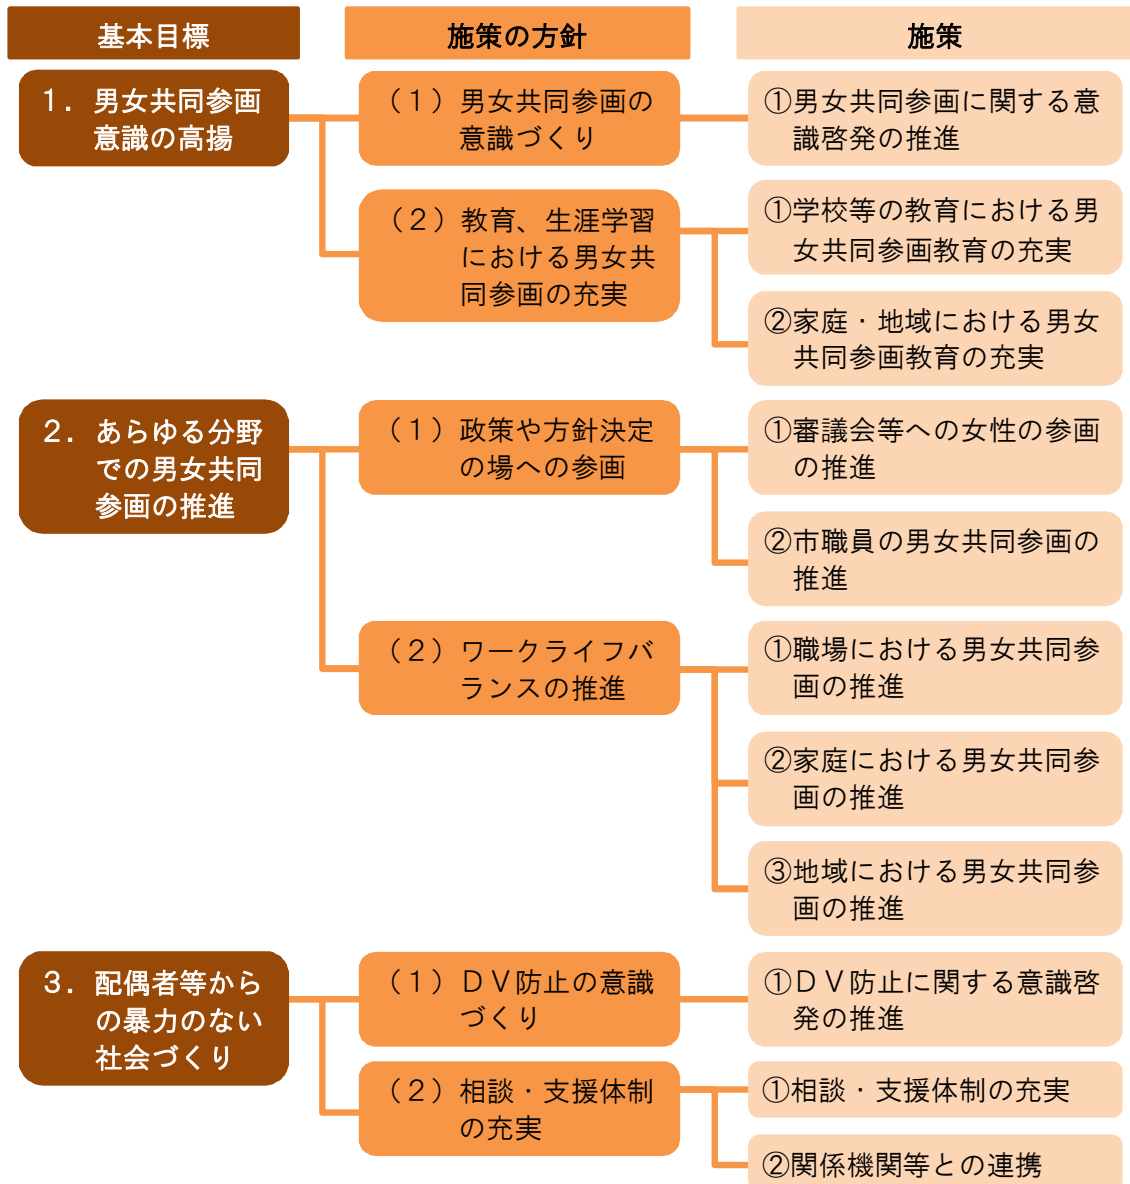 基本目標
施策の方針
施策
1．男女共同参画
意識の高揚
（1）男女共同参画の
意識づくり
①男女共同参画に関する意
識啓発の推進
（2）教育、生涯学習
における男女共
同参画の充実
①学校等の教育における男
女共同参画教育の充実
②家庭・地域における男女
共同参画教育の充実
2．あらゆる分野
での男女共同
参画の推進
（1）政策や方針決定
の場への参画
①審議会等への女性の参画
の推進
②市職員の男女共同参画の
推進
（2）ワークライフバ
ランスの推進
①職場における男女共同参
画の推進
②家庭における男女共同参
画の推進
③地域における男女共同参
画の推進
3．配偶者等から
の暴力のない
社会づくり
（1）ＤＶ防止の意識
づくり
①ＤＶ防止に関する意識啓
発の推進
（2）相談・支援体制
の充実
①相談・支援体制の充実
②関係機関等との連携